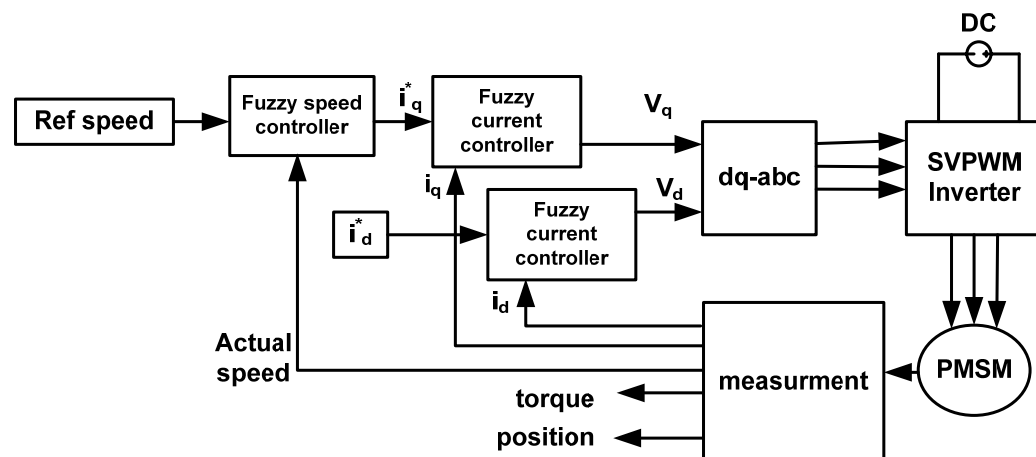 DC
Ref speed
Fuzzy speed
controller
i*q
Fuzzy
current
controller
Vq
dq-abc
SVPWM
Inverter
iq
i*d
Fuzzy
current
controller
Vd
id
Actual
speed
measurment
PMSM
torque
position